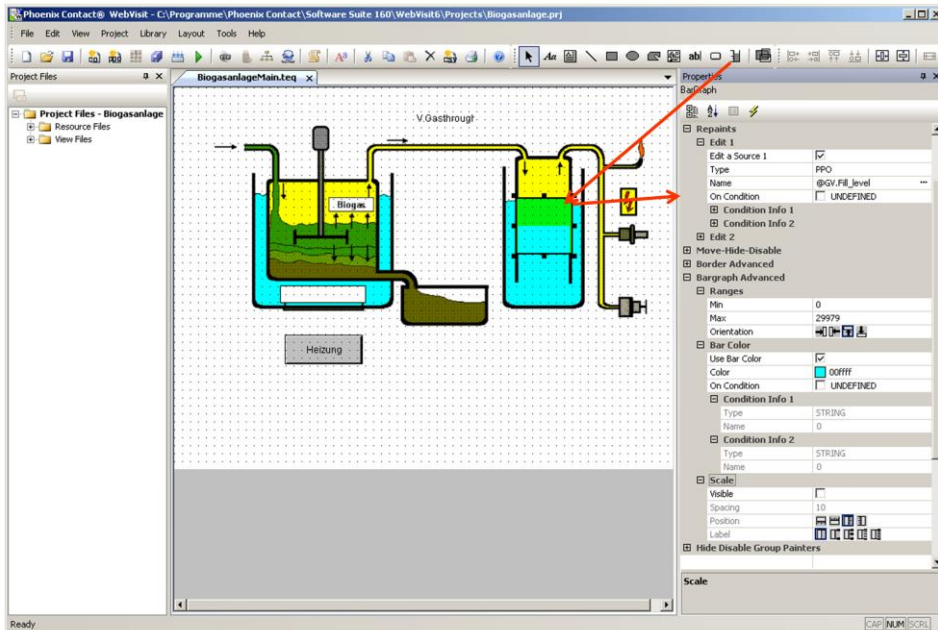 Phoenix Contact® WebVisit - C:\Programme\Phoenix Contact\Software Suite 160\WebVisit6\Projects\Biogasanlage.prj
File Edit View Project Library Layout Tools Help
Aa
abl
Project Files
BiogasanlageMain.teq
Properties
BarGraph
Project Files - Biogasanlage
Resource Files
View Files
V.Gasthrougt
Biogas
Heizung
Repaints
Edit 1
Edit a Source 1
Type PPO
Name @GV.Fill_level ...
On Condition UNDEFINED
Condition Info 1
Condition Info 2
Edit 2
Move-Hide-Disable
Border Advanced
Bargraph Advanced
Ranges
Min 0
Max 29979
Orientation
Bar Color
Use Bar Color
Color 00ffff
On Condition UNDEFINED
Condition Info 1
Type STRING
Name 0
Condition Info 2
Type STRING
Name 0
Scale
Visible
Spacing 10
Position
Label
Hide Disable Group Painters
Scale
Ready
CAP NUM SCRL